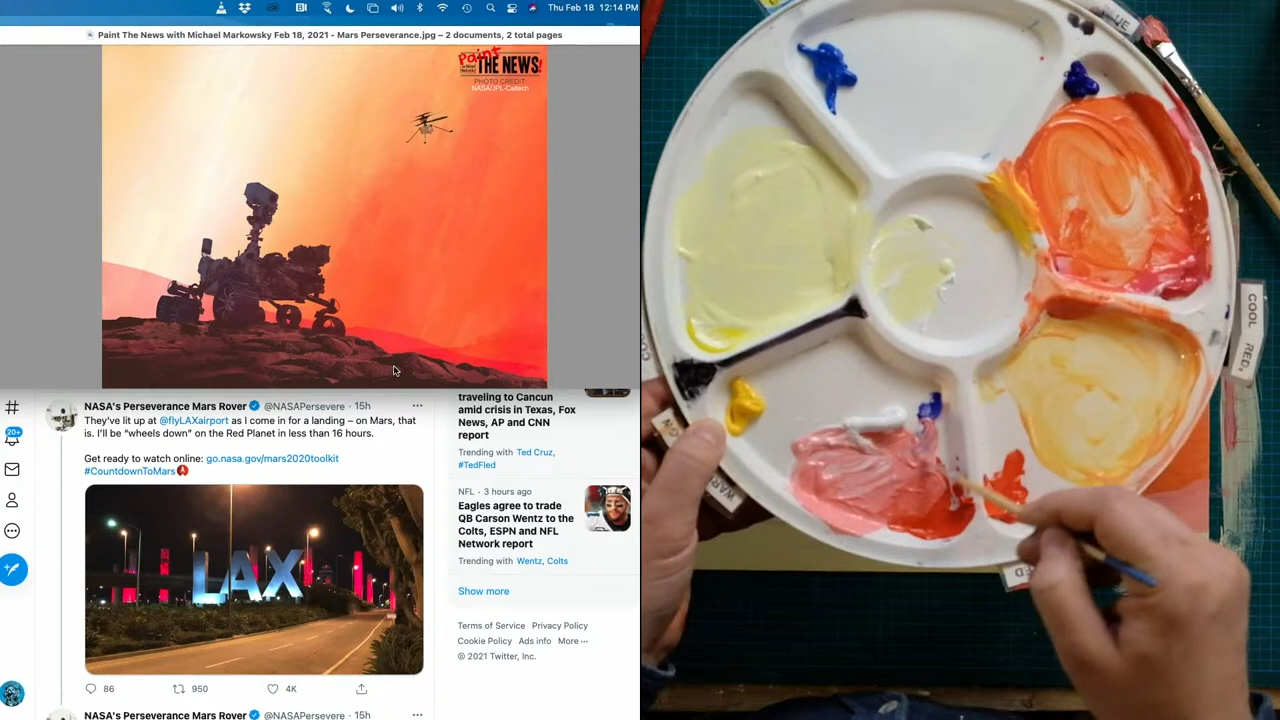 Thu Feb 18 12:14 PM
Paint The News with Michael Markowsky Feb 18, 2021 - Mars Perseverance.jpg – 2 documents, 2 total pages
Paint
THE NEWS!
PHOTO CREDIT
NASA/JPL-Caltech
20+
NASA's Perseverance Mars Rover @NASAPersevere · 15h
They've lit up at @flyLAXairport as I come in for a landing – on Mars, that
is. I'll be "wheels down" on the Red Planet in less than 16 hours.
Get ready to watch online: go.nasa.gov/mars2020toolkit
#CountdownToMars
LAX
86 950 4K
NASA's Perseverance Mars Rover @NASAPersevere · 15h
traveling to Cancun
amid crisis in Texas, Fox
News, AP and CNN
report
Trending with Ted Cruz,
#TedFled
NFL · 3 hours ago
Eagles agree to trade
QB Carson Wentz to the
Colts, ESPN and NFL
Network report
Trending with Wentz, Colts
Show more
Terms of Service Privacy Policy
Cookie Policy Ads info More ···
© 2021 Twitter, Inc.
COOL RED